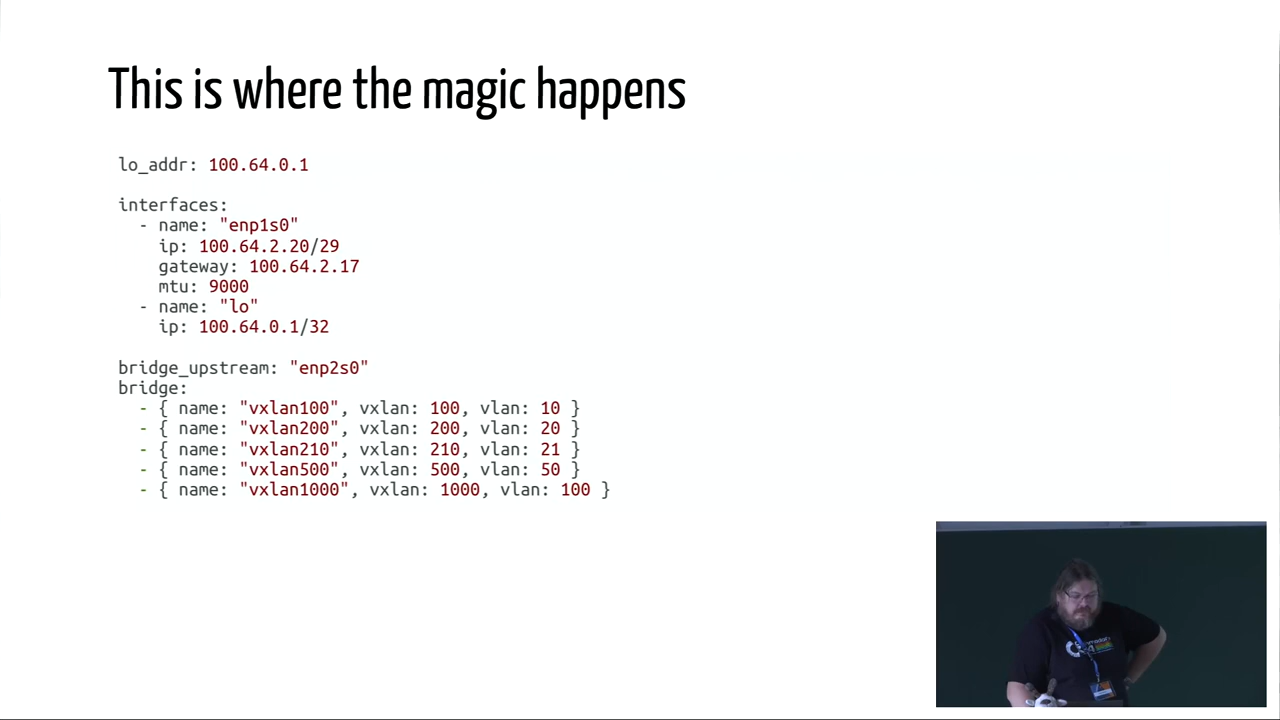 This is where the magic happens
lo_addr: 100.64.0.1
interfaces:
- name: "enp1s0"
ip: 100.64.2.20/29
gateway: 100.64.2.17
mtu: 9000
- name: "lo"
ip: 100.64.0.1/32
bridge_upstream: "enp2s0"
bridge:
- { name: "vxlan100", vxlan: 100, vlan: 10 }
- { name: "vxlan200", vxlan: 200, vlan: 20 }
- { name: "vxlan210", vxlan: 210, vlan: 21 }
- { name: "vxlan500", vxlan: 500, vlan: 50 }
- { name: "vxlan1000", vxlan: 1000, vlan: 100 }